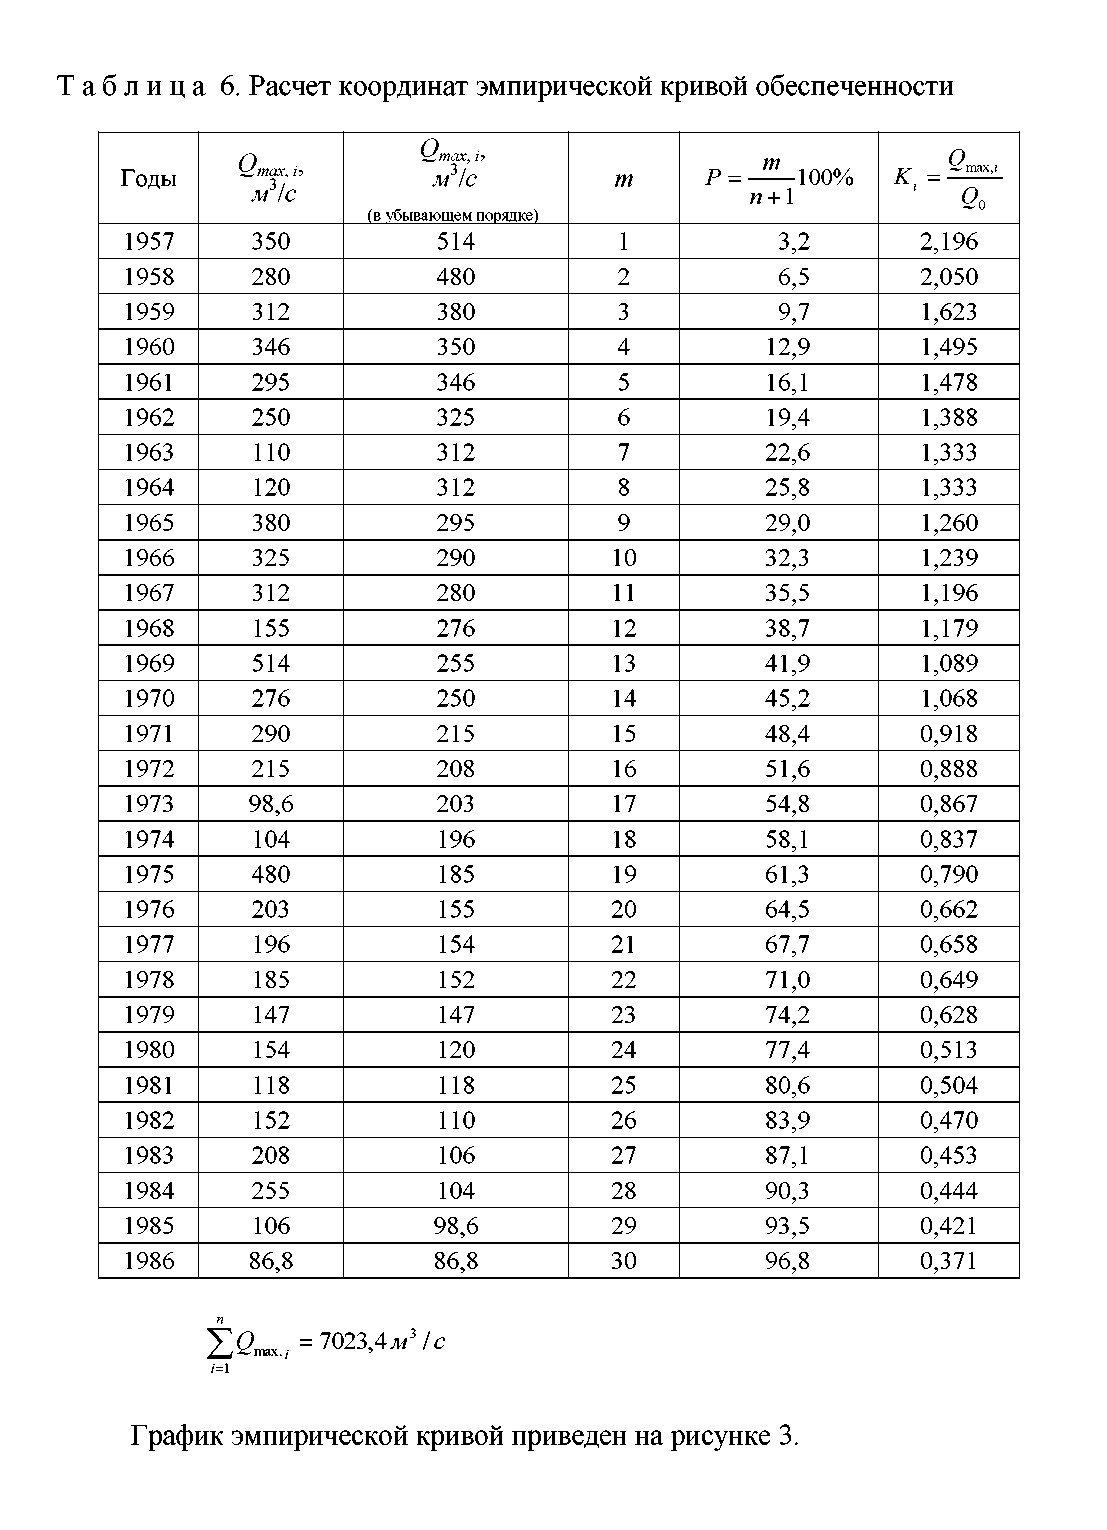 Т а б л и ц а 6. Расчет координат эмпирической кривой обеспеченности
Годы Qmax, i, м³/с Qmax, i, м³/с (в убывающем порядке) m P = m/(n+1) 100% Ki = Qmax,i/Q0
1957 350 514 1 3,2 2,196
1958 280 480 2 6,5 2,050
1959 312 380 3 9,7 1,623
1960 346 350 4 12,9 1,495
1961 295 346 5 16,1 1,478
1962 250 325 6 19,4 1,388
1963 110 312 7 22,6 1,333
1964 120 312 8 25,8 1,333
1965 380 295 9 29,0 1,260
1966 325 290 10 32,3 1,239
1967 312 280 11 35,5 1,196
1968 155 276 12 38,7 1,179
1969 514 255 13 41,9 1,089
1970 276 250 14 45,2 1,068
1971 290 215 15 48,4 0,918
1972 215 208 16 51,6 0,888
1973 98,6 203 17 54,8 0,867
1974 104 196 18 58,1 0,837
1975 480 185 19 61,3 0,790
1976 203 155 20 64,5 0,662
1977 196 154 21 67,7 0,658
1978 185 152 22 71,0 0,649
1979 147 147 23 74,2 0,628
1980 154 120 24 77,4 0,513
1981 118 118 25 80,6 0,504
1982 152 110 26 83,9 0,470
1983 208 106 27 87,1 0,453
1984 255 104 28 90,3 0,444
1985 106 98,6 29 93,5 0,421
1986 86,8 86,8 30 96,8 0,371
n
∑Qmax,i = 7023,4 м³ / с
i=1
График эмпирической кривой приведен на рисунке 3.